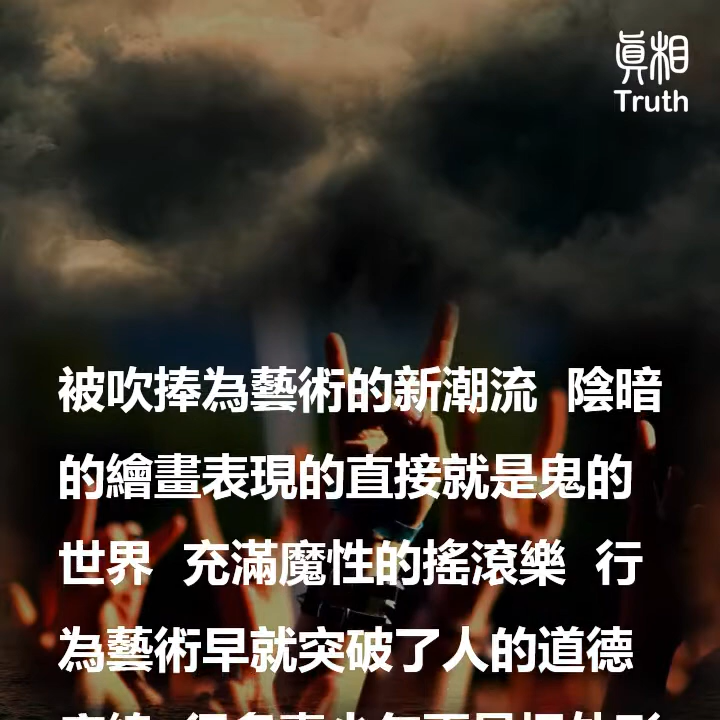 眞相
Truth
被吹捧為藝術的新潮流 陰暗
的繪畫表現的直接就是鬼的
世界 充滿魔性的搖滾樂 行
為藝術早就突破了人的道德